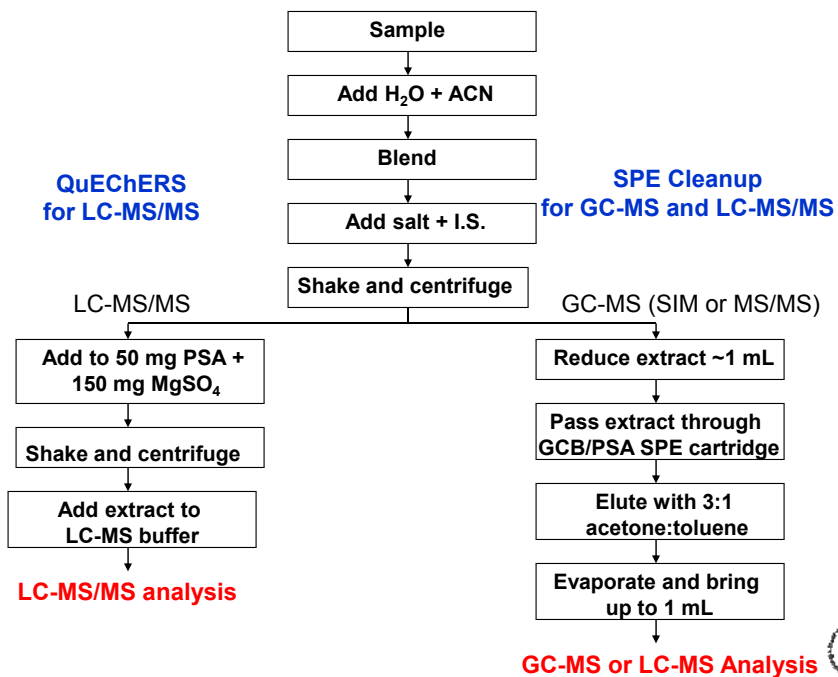 Sample
Add H₂O + ACN
Blend
QuEChERS
for LC-MS/MS
SPE Cleanup
for GC-MS and LC-MS/MS
Add salt + I.S.
Shake and centrifuge
LC-MS/MS
GC-MS (SIM or MS/MS)
Add to 50 mg PSA +
150 mg MgSO₄
Shake and centrifuge
Add extract to
LC-MS buffer
LC-MS/MS analysis
Reduce extract ~1 mL
Pass extract through
GCB/PSA SPE cartridge
Elute with 3:1
acetone:toluene
Evaporate and bring
up to 1 mL
GC-MS or LC-MS Analysis